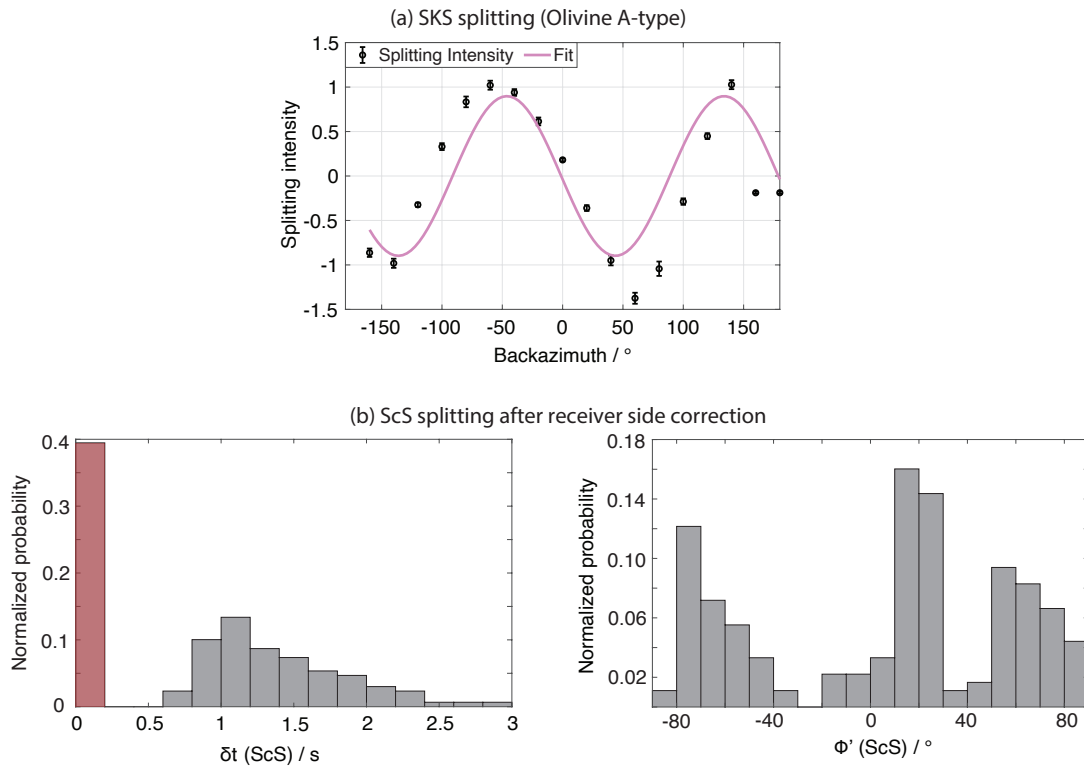 (a) SKS splitting (Olivine A-type)
Splitting Intensity Fit
1.5
1
0.5
0
-0.5
-1
-1.5
Splitting intensity
-150 -100 -50 0 50 100 150
Backazimuth / °
(b) ScS splitting after receiver side correction
0.4
0.3
0.2
0.1
0
Normalized probability
0 0.5 1 1.5 2 2.5 3
δt (ScS) / s
0.18
0.14
0.10
0.06
0.02
Normalized probability
-80 -40 0 40 80
Φ' (ScS) / °